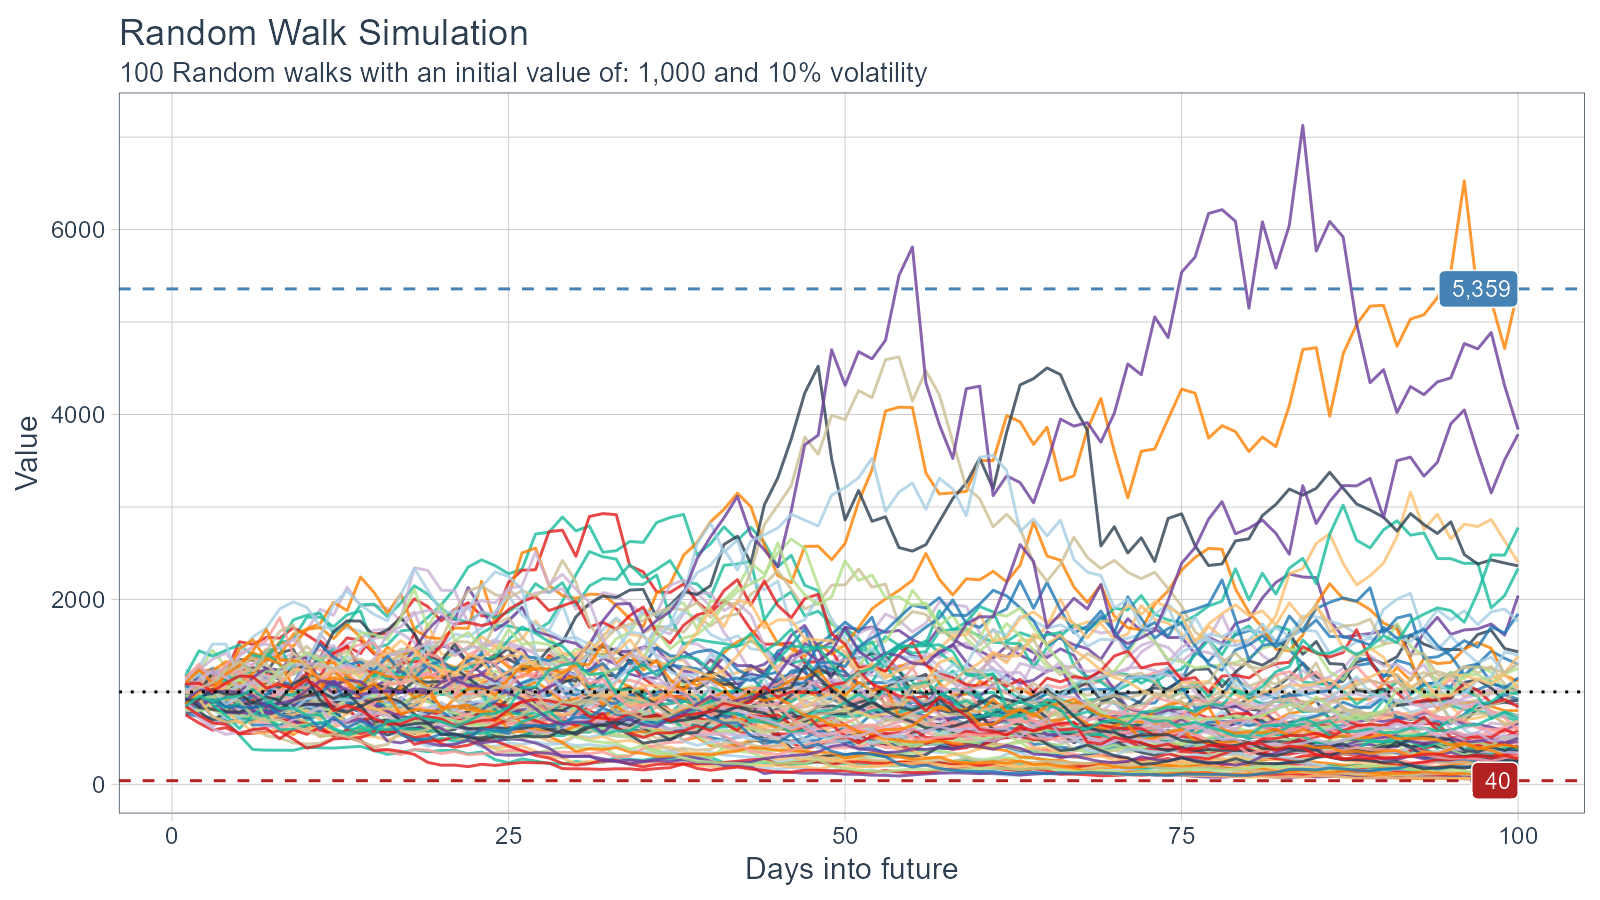 Random Walk Simulation
100 Random walks with an initial value of: 1,000 and 10% volatility
Value
6000
4000
2000
0
5,359
40
0 25 50 75 100
Days into future